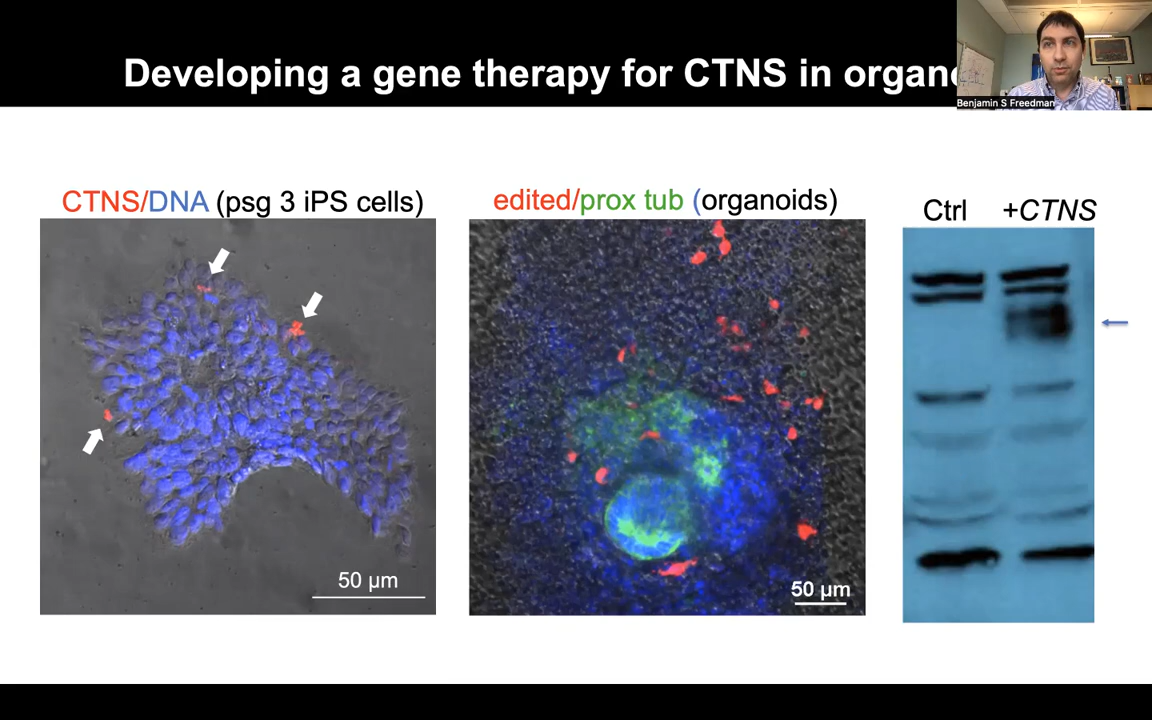 Developing a gene therapy for CTNS in organo
Benjamin S Freedman
CTNS/DNA (psg 3 iPS cells)
edited/prox tub (organoids)
Ctrl +CTNS
50 µm
50 µm